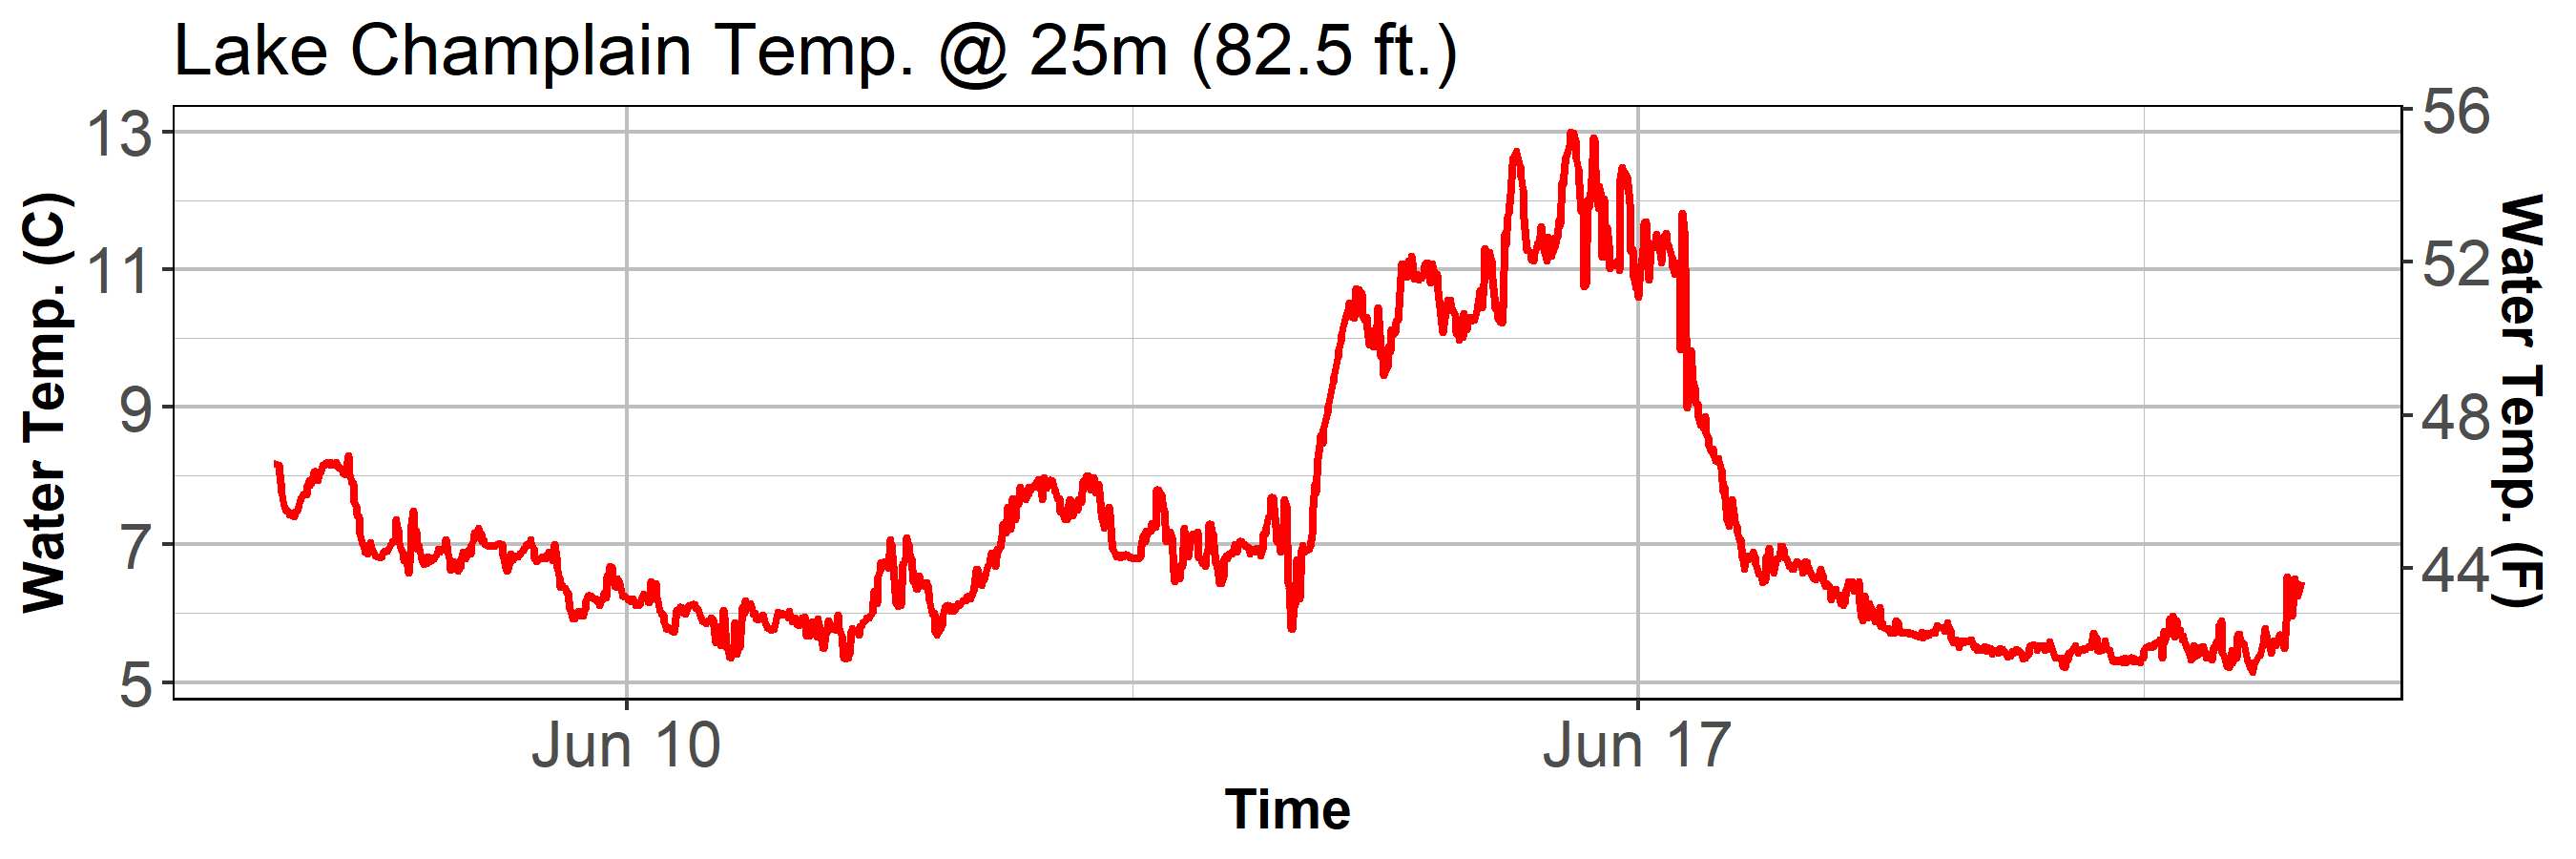 Lake Champlain Temp. @ 25m (82.5 ft.)
Water Temp. (C)
13
11
9
7
5
56
52
48
44
Water Temp. (F)
Jun 10
Jun 17
Time